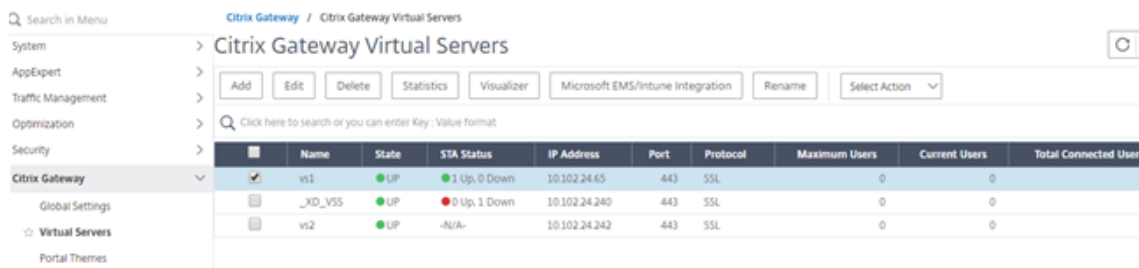 Search in Menu
System
AppExpert
Traffic Management
Optimization
Security
Citrix Gateway
Global Settings
Virtual Servers
Portal Themes
Citrix Gateway / Citrix Gateway Virtual Servers
Citrix Gateway Virtual Servers
Add Edit Delete Statistics Visualizer Microsoft EMS/Intune Integration Rename Select Action
Click here to search or you can enter Key : Value format
Name State STA Status IP Address Port Protocol Maximum Users Current Users Total Connected User
vs1 UP 1 Up, 0 Down 10.102.24.65 443 SSL 0 0
_XD_VSS UP 0 Up, 1 Down 10.102.24.240 443 SSL 0 0
vs2 UP -N/A- 10.102.24.242 443 SSL 0 0